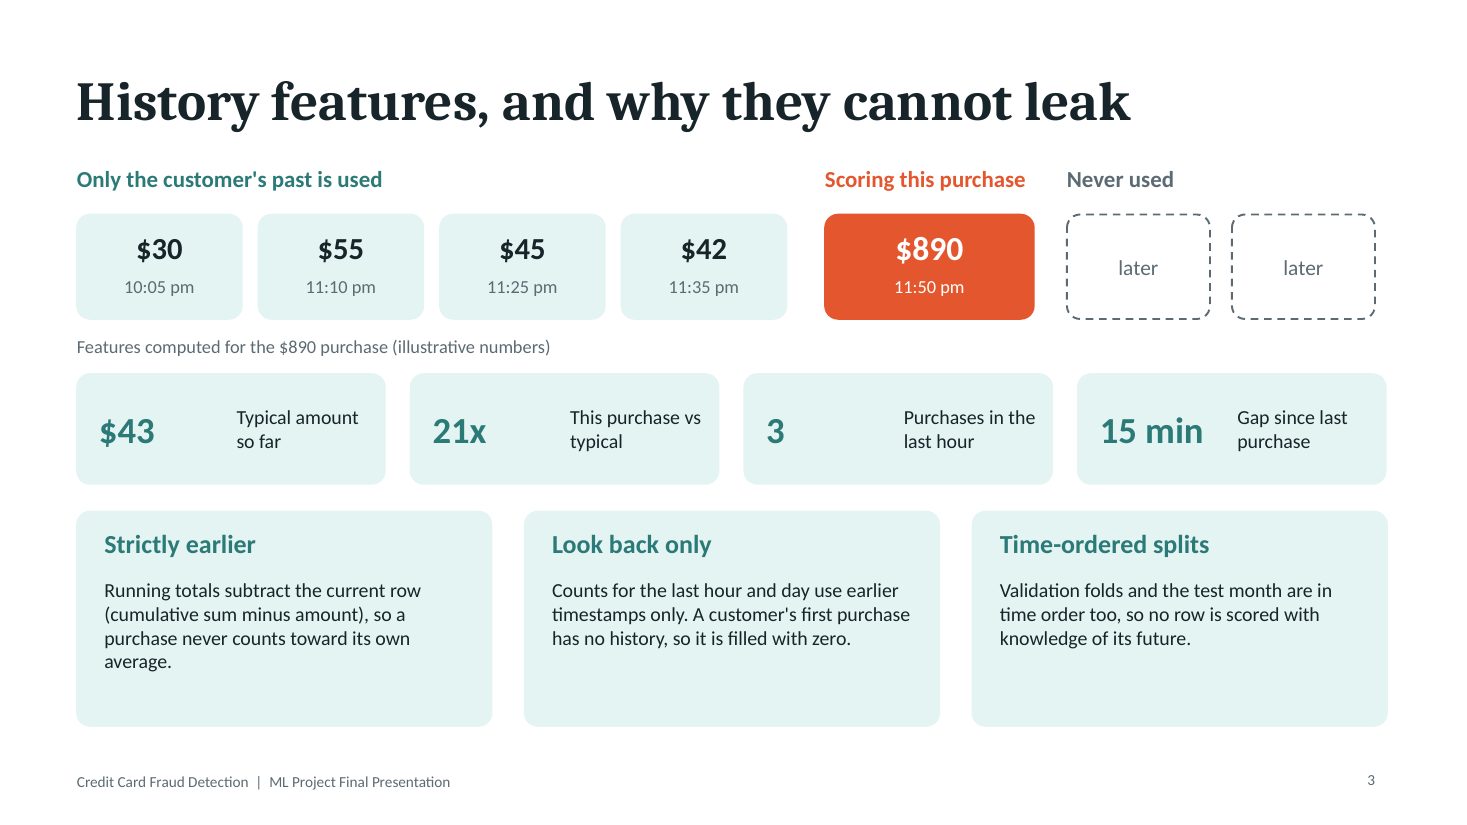 History features, and why they cannot leak
Only the customer's past is used
Scoring this purchase
Never used
$30
10:05 pm
$55
11:10 pm
$45
11:25 pm
$42
11:35 pm
$890
11:50 pm
later
later
Features computed for the $890 purchase (illustrative numbers)
$43
Typical amount
so far
21x
This purchase vs
typical
3
Purchases in the
last hour
15 min
Gap since last
purchase
Strictly earlier
Running totals subtract the current row
(cumulative sum minus amount), so a
purchase never counts toward its own
average.
Look back only
Counts for the last hour and day use earlier
timestamps only. A customer's first purchase
has no history, so it is filled with zero.
Time-ordered splits
Validation folds and the test month are in
time order too, so no row is scored with
knowledge of its future.
Credit Card Fraud Detection | ML Project Final Presentation
3